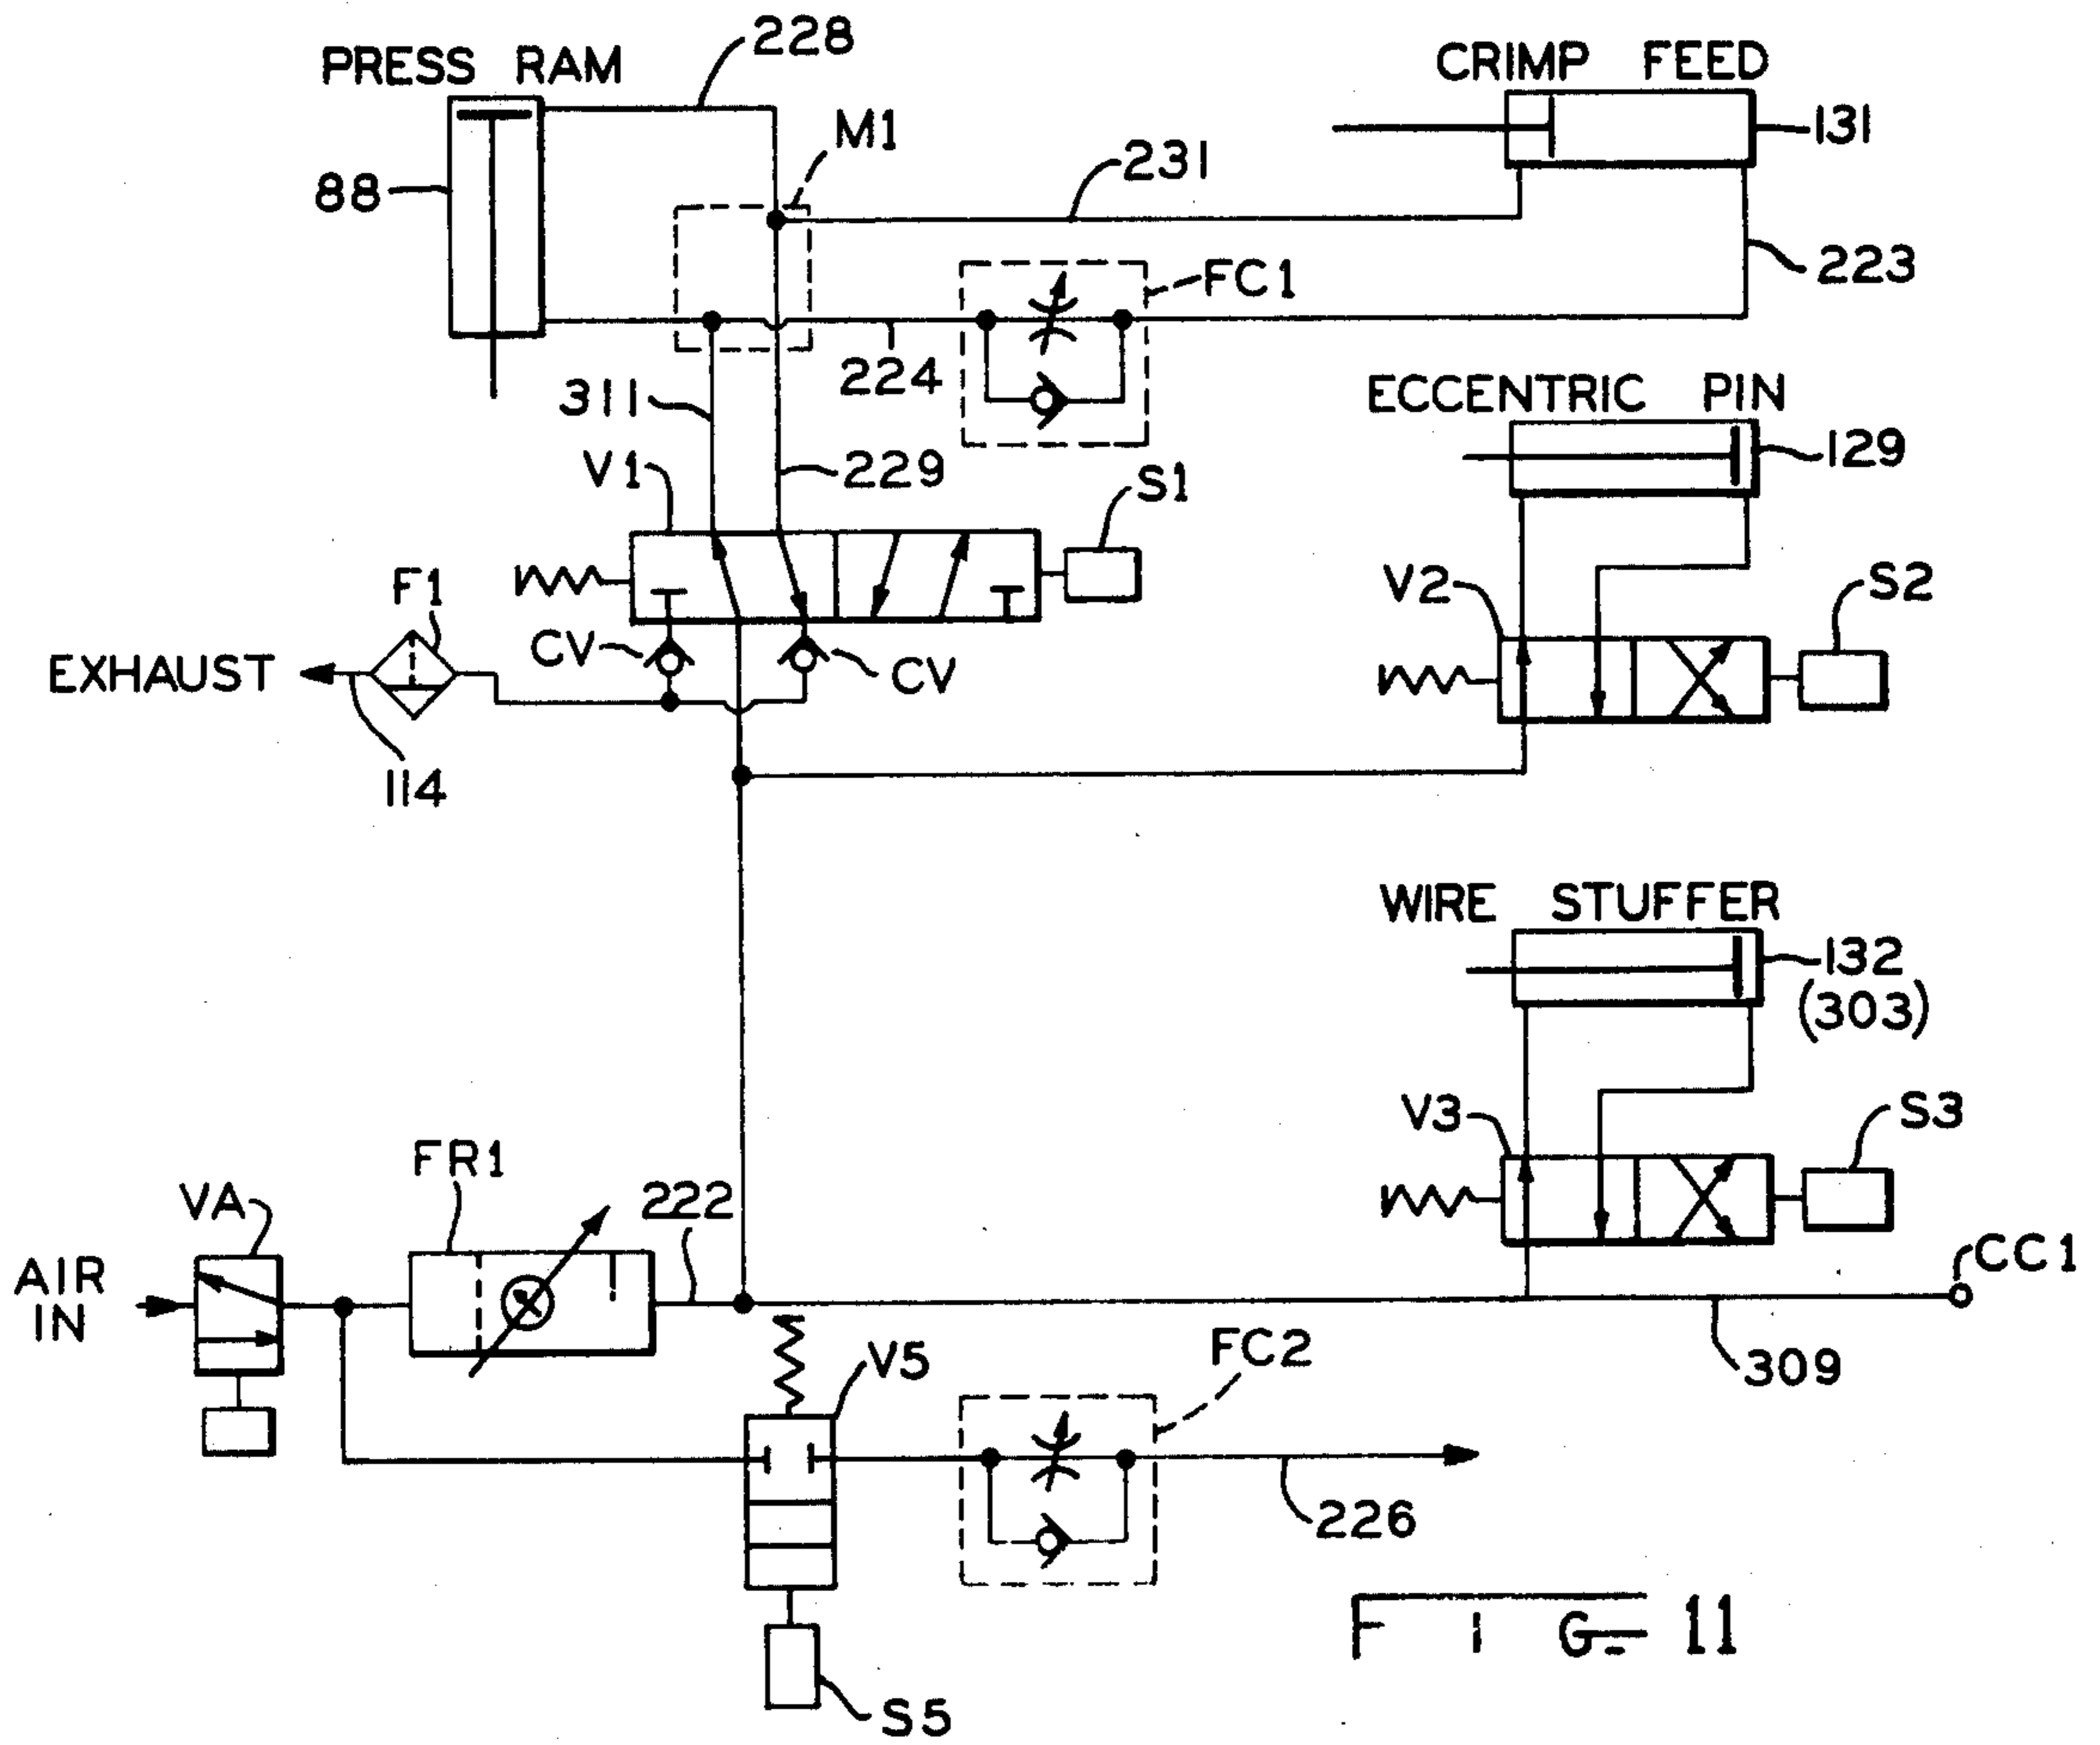 PRESS RAM
228
CRIMP FEED
M1
131
88
231
223
FC1
224
311
ECCENTRIC PIN
129
V1
229
S1
F1
V2
S2
CV
CV
EXHAUST
114
WIRE STUFFER
132
(303)
V3
S3
FR1
VA
222
CC1
AIR
IN
309
V5
FC2
226
S5
FIG_ 11